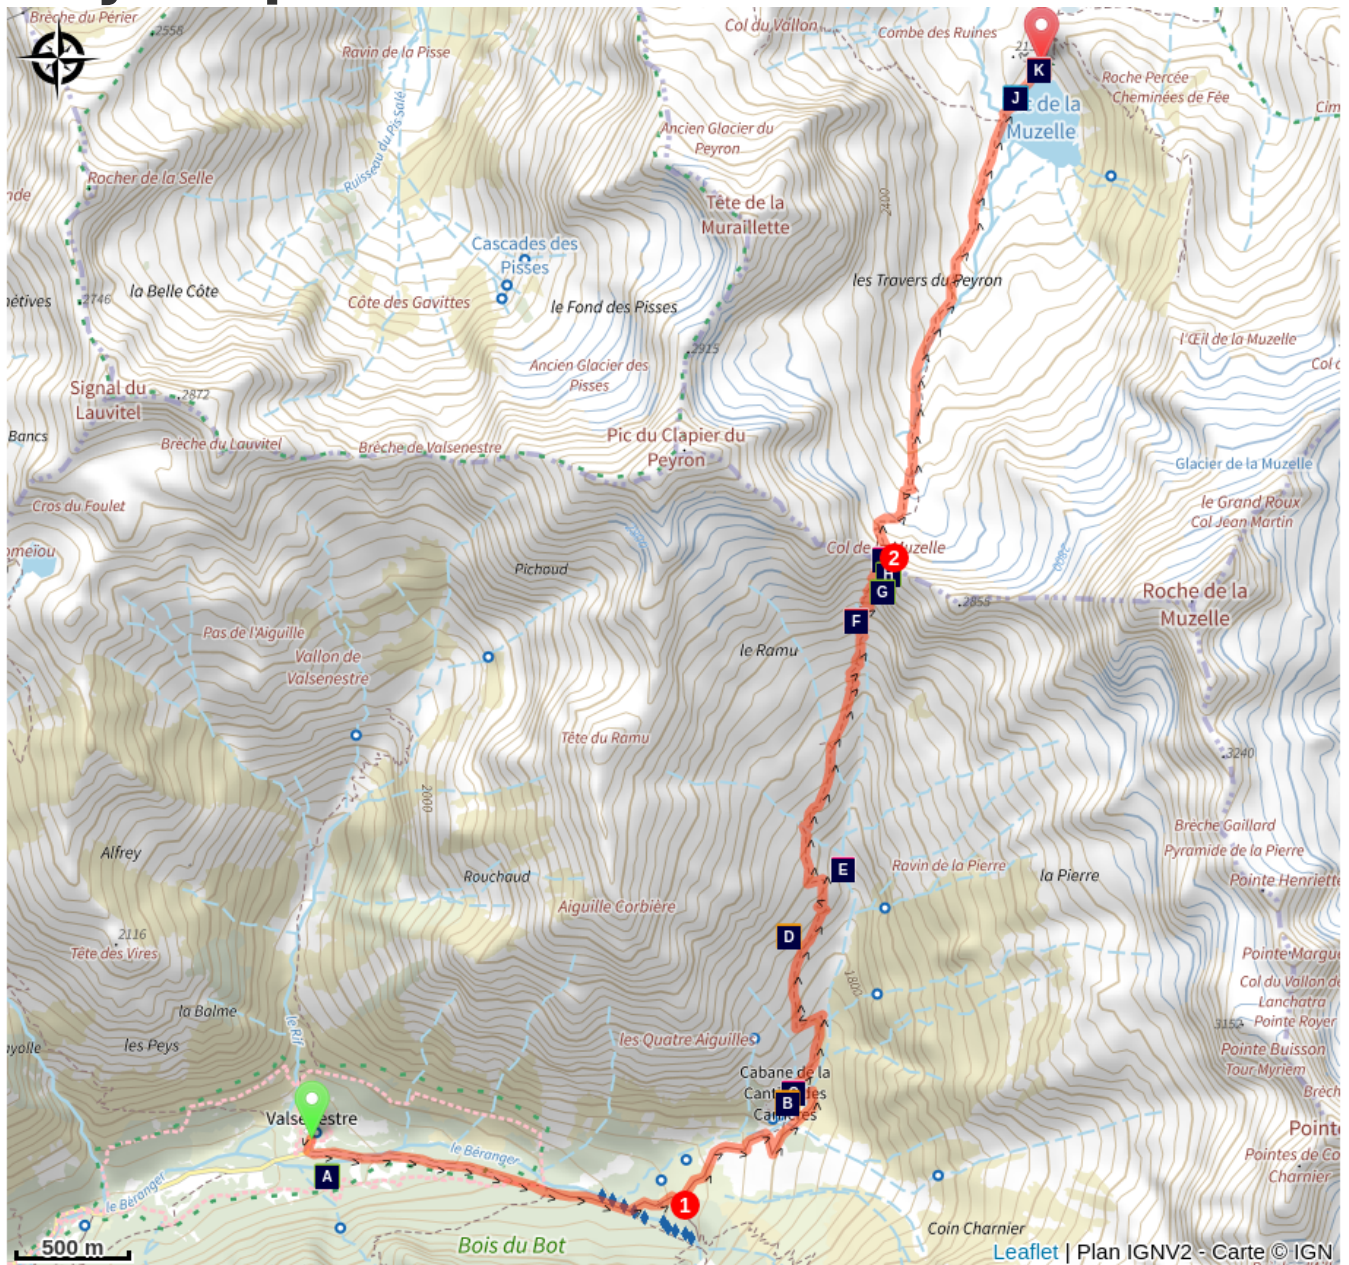 Brèche du Périer
2558
Ravin de la Pisse
Col du Vallon
Combe des Ruines
K
J
Roche Percée
Cheminées de Fée
de la
Muzelle
Ruisseau du Pis Salé
Ancien Glacier du
Peyron
Rocher de la Selle
2040
Tête de la
Muraillette
Cascades des
Pisses
la Belle Côte
2746
Côte des Gavittes
le Fond des Pisses
les Travers du Peyron
l'Œil de la Muzelle
2915
Ancien Glacier des
Pisses
Signal du
Lauvitel
2872
Bancs
Brèche du Lauvitel
Brèche de Valsenestre
Pic du Clapier du
Peyron
Glacier de la Muzelle
Cros du Foulet
le Grand Roux
Col Jean Martin
2
2800
Pichaud
G
2858
Roche de la
Muzelle
F
Pas de l'Aiguille
Vallon de
Valsenestre
le Ramu
Tête du Ramu
3240
2000
Brèche Gaillard
Pyramide de la Pierre
Alfrey
Rouchaud
E
Ravin de la Pierre
la Pierre
Pointe Henriette
Aiguille Corbière
2116
Tête des Vires
D
1800
Col du Vallon de
Lanchatra
la Balme
le Rif
3152
Pointe Royer
les Peys
les Quatre Aiguilles
Pointe Buisson
Tour Myriem
Cabane de la
B
Valsenestre
le Béranger
Pointes de Co
Charnier
A
le Béranger
1
Coin Charnier
500 m
Bois du Bot
Leaflet | Plan IGNV2 - Carte © IGN